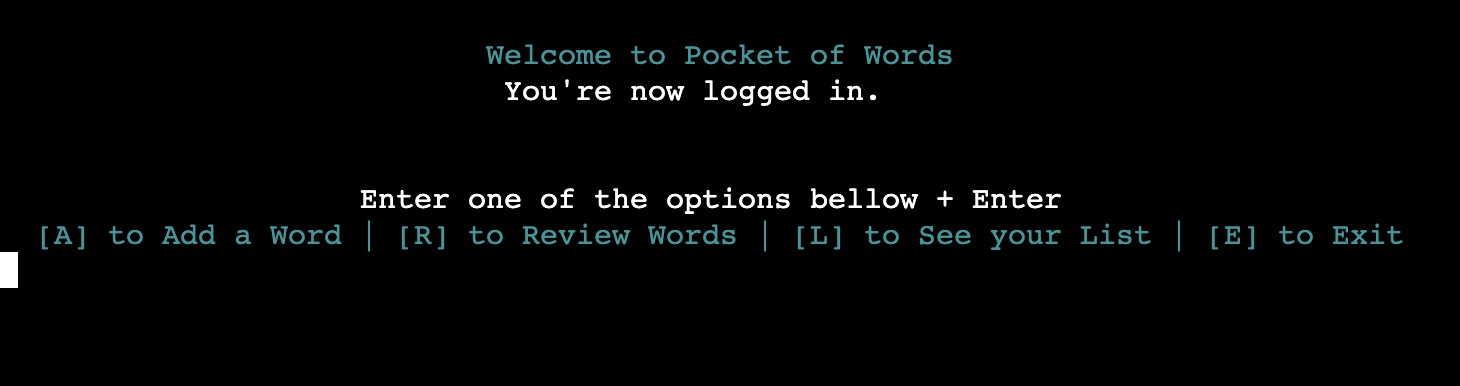 Welcome to Pocket of Words
You're now logged in.
Enter one of the options bellow + Enter
[A] to Add a Word | [R] to Review Words | [L] to See your List | [E] to Exit